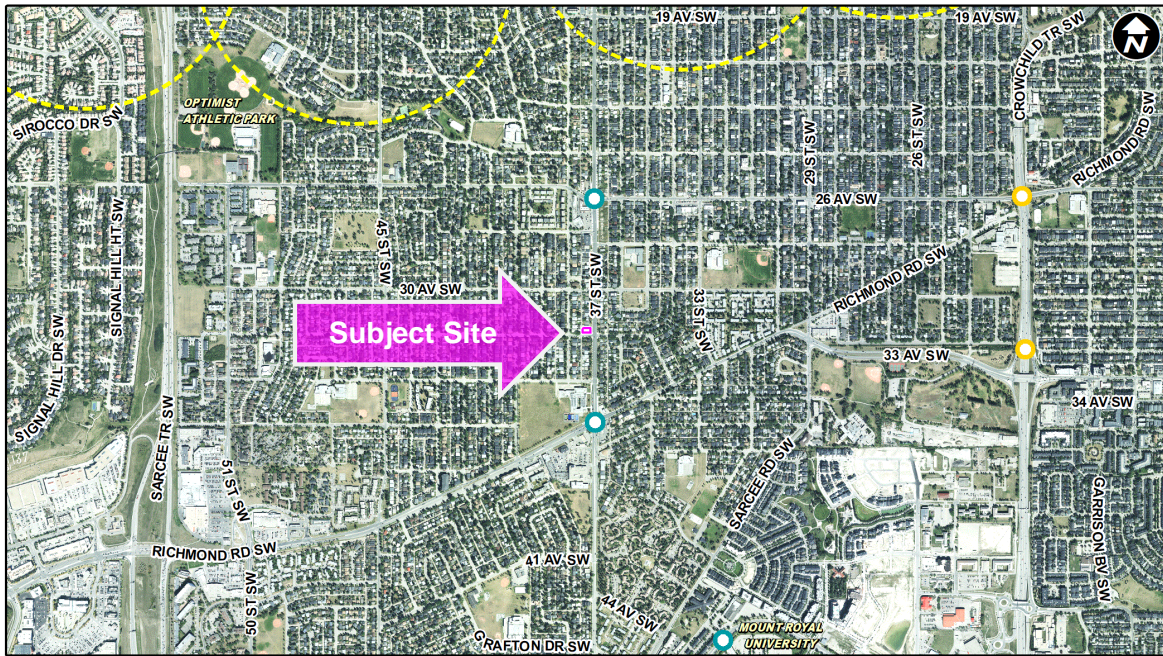 19 AV SW
19 AV SW
N
CROWCHILD TR SW
OPTIMIST
ATHLETIC PARK
SIROCCO DR SW
RICHMOND RD SW
29 ST SW
26 ST SW
26 AV SW
SIGNAL HILL HT SW
45 ST SW
37 ST SW
RICHMOND RD SW
30 AV SW
33 ST SW
Subject Site
33 AV SW
SIGNAL HILL DR SW
34 AV SW
SARCEE TR SW
51 ST SW
SARCEE RD SW
GARRISON BV SW
RICHMOND RD SW
41 AV SW
50 ST SW
44 AV SW
GRAFTON DR SW
MOUNT ROYAL
UNIVERSITY